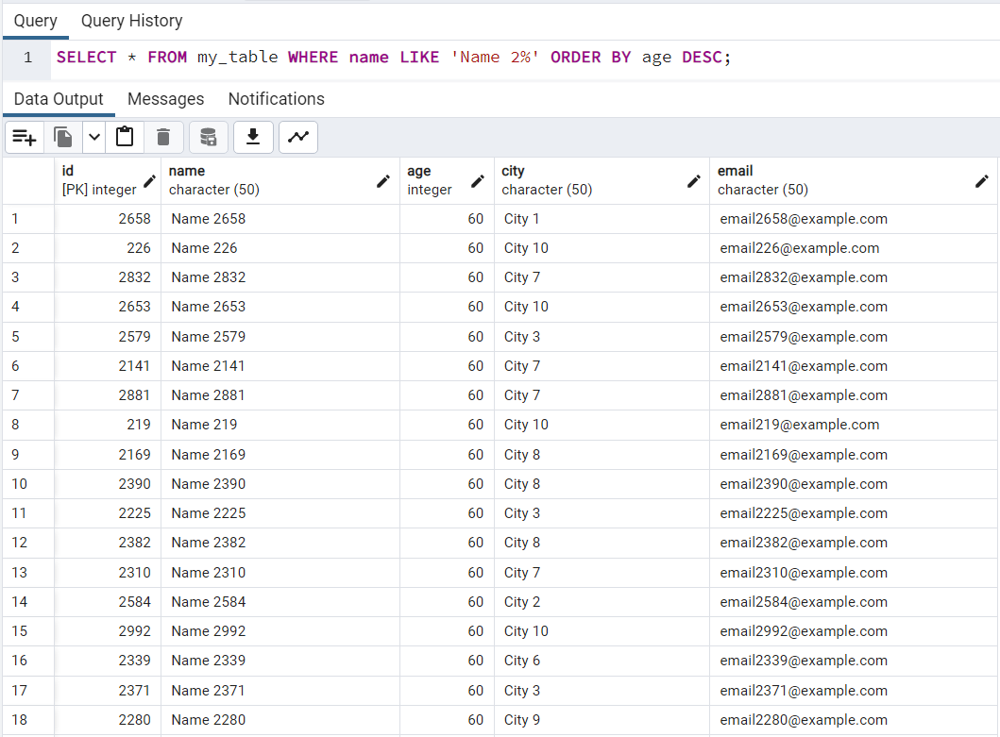 Query Query History
1 SELECT * FROM my_table WHERE name LIKE 'Name 2%' ORDER BY age DESC;
Data Output Messages Notifications
id name age city email
[PK] integer character (50) integer character (50) character (50)
1 2658 Name 2658 60 City 1 email2658@example.com
2 226 Name 226 60 City 10 email226@example.com
3 2832 Name 2832 60 City 7 email2832@example.com
4 2653 Name 2653 60 City 10 email2653@example.com
5 2579 Name 2579 60 City 3 email2579@example.com
6 2141 Name 2141 60 City 7 email2141@example.com
7 2881 Name 2881 60 City 7 email2881@example.com
8 219 Name 219 60 City 10 email219@example.com
9 2169 Name 2169 60 City 8 email2169@example.com
10 2390 Name 2390 60 City 8 email2390@example.com
11 2225 Name 2225 60 City 3 email2225@example.com
12 2382 Name 2382 60 City 8 email2382@example.com
13 2310 Name 2310 60 City 7 email2310@example.com
14 2584 Name 2584 60 City 2 email2584@example.com
15 2992 Name 2992 60 City 10 email2992@example.com
16 2339 Name 2339 60 City 6 email2339@example.com
17 2371 Name 2371 60 City 3 email2371@example.com
18 2280 Name 2280 60 City 9 email2280@example.com